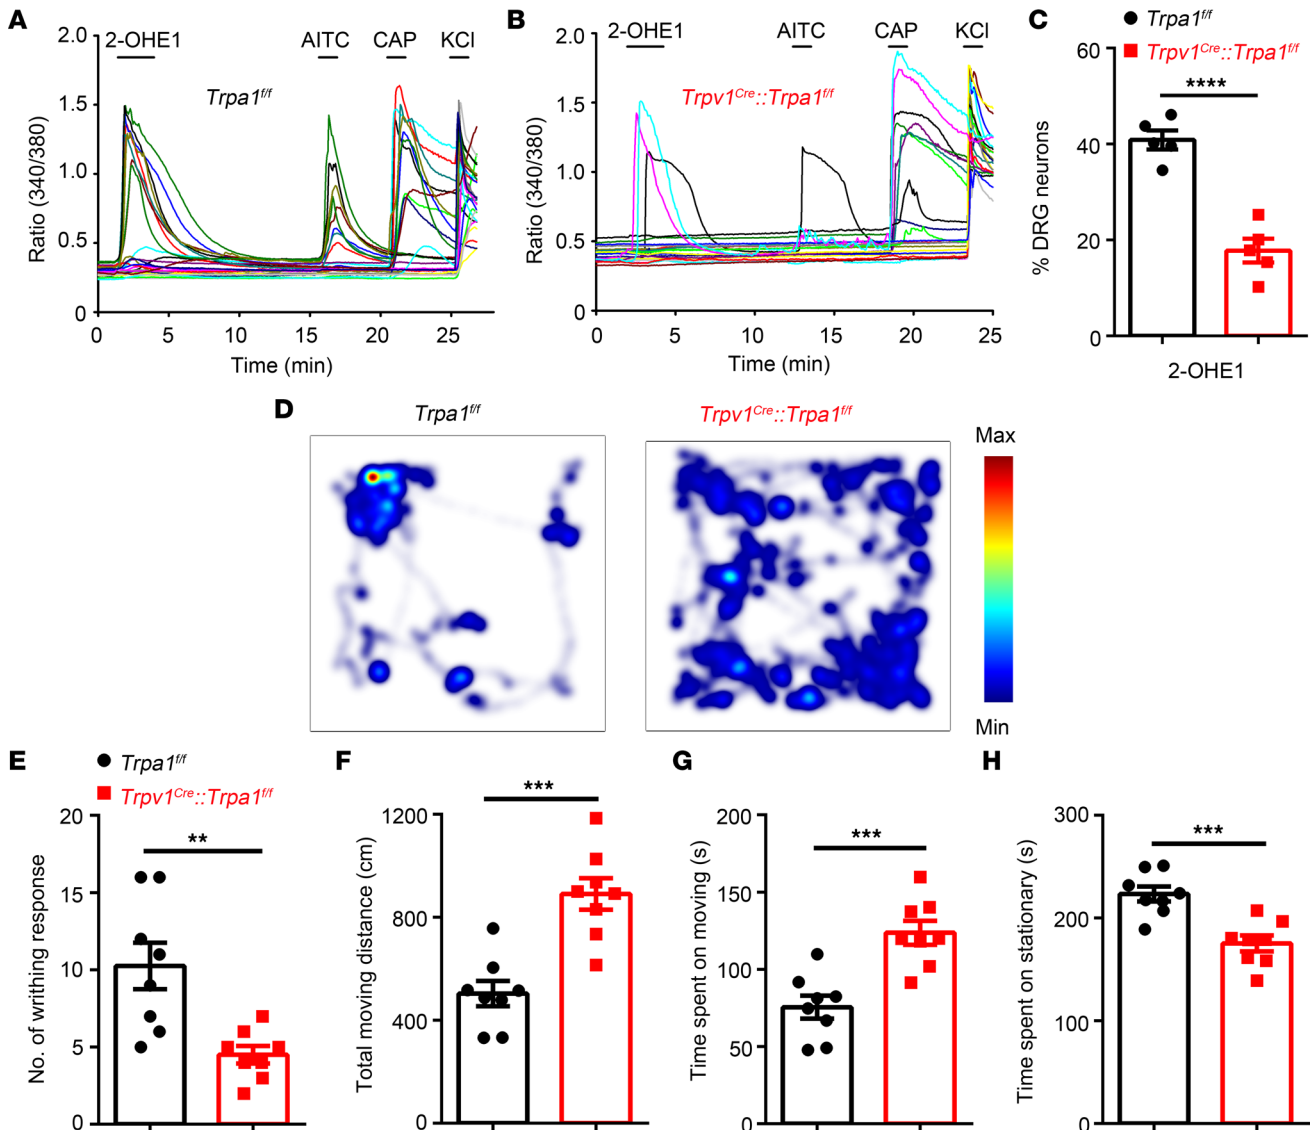 A
2-OHE1 AITC CAP KCl
Trpa1f/f
Ratio (340/380)
2.0
1.5
1.0
0.5
0
0 5 10 15 20 25
Time (min)
B
2-OHE1 AITC CAP KCl
Trpv1Cre::Trpa1f/f
Ratio (340/380)
2.0
1.5
1.0
0.5
0
0 5 10 15 20 25
Time (min)
C
Trpa1f/f
Trpv1Cre::Trpa1f/f
****
% DRG neurons
60
40
20
0
2-OHE1
D
Trpa1f/f
Trpv1Cre::Trpa1f/f
Max
Min
E
Trpa1f/f
Trpv1Cre::Trpa1f/f
**
No. of writhing response
20
15
10
5
0
F
***
Total moving distance (cm)
1200
800
400
0
G
***
Time spent on moving (s)
200
150
100
50
0
H
***
Time spent on stationary (s)
300
200
100
0